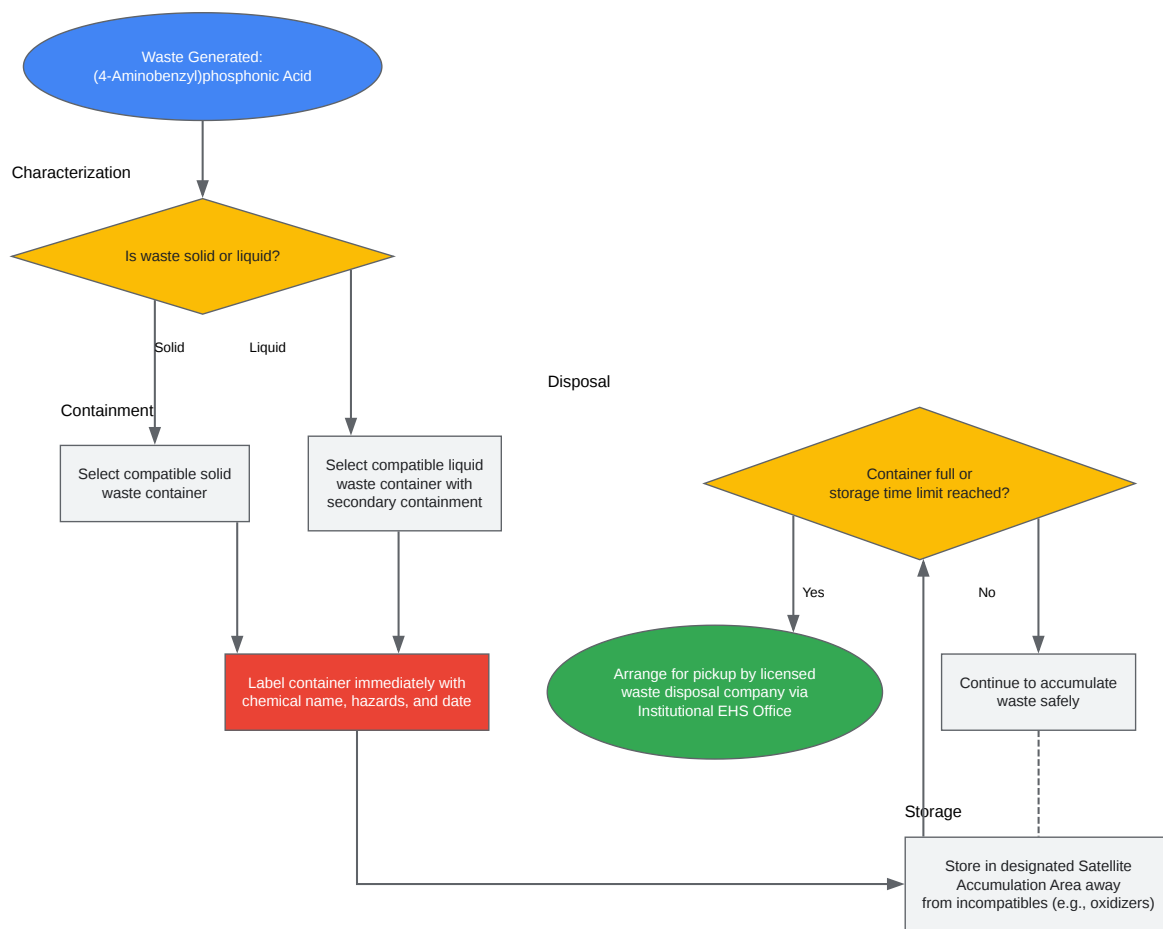 Waste Generated:
(4-Aminobenzyl)phosphonic Acid
Characterization
Is waste solid or liquid?
Solid
Liquid
Containment
Select compatible solid
waste container
Select compatible liquid
waste container with
secondary containment
Label container immediately with
chemical name, hazards, and date
Disposal
Container full or
storage time limit reached?
Yes
No
Arrange for pickup by licensed
waste disposal company via
Institutional EHS Office
Continue to accumulate
waste safely
Storage
Store in designated Satellite
Accumulation Area away
from incompatibles (e.g., oxidizers)